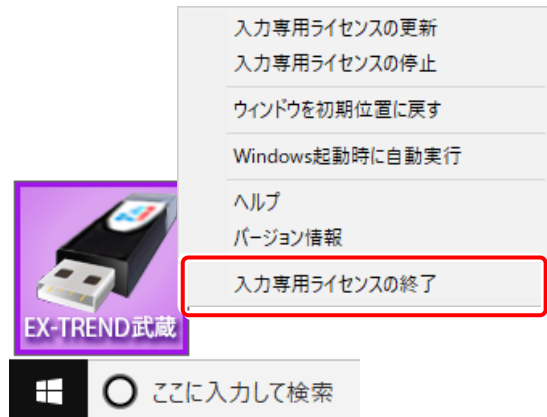 入力専用ライセンスの更新
入力専用ライセンスの停止
ウィンドウを初期位置に戻す
Windows起動時に自動実行
ヘルプ
バージョン情報
入力専用ライセンスの終了
EX-TREND武蔵
ここに入力して検索